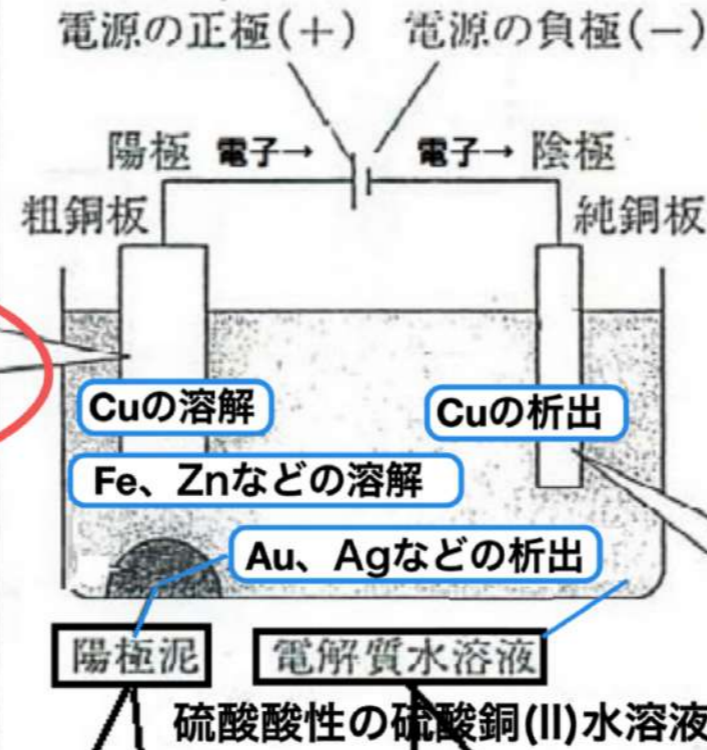 電源の正極(+) 電源の負極(−)
陽極 電子→ 電子→ 陰極
粗銅板 純銅板
Cuの溶解
Cuの析出
Fe、Znなどの溶解
Au、Agなどの析出
陽極泥 電解質水溶液
硫酸酸性の硫酸銅(II)水溶液